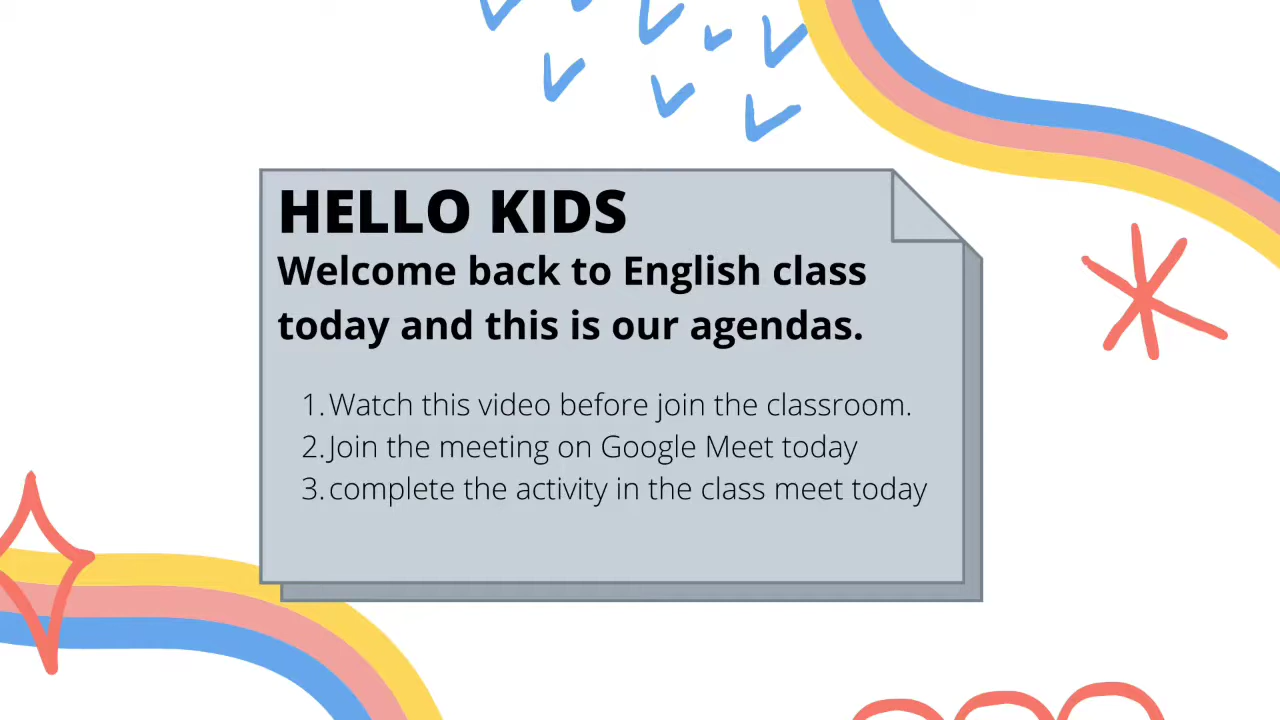 HELLO KIDS
Welcome back to English class
today and this is our agendas.
1. Watch this video before join the classroom.
2. Join the meeting on Google Meet today
3. complete the activity in the class meet today